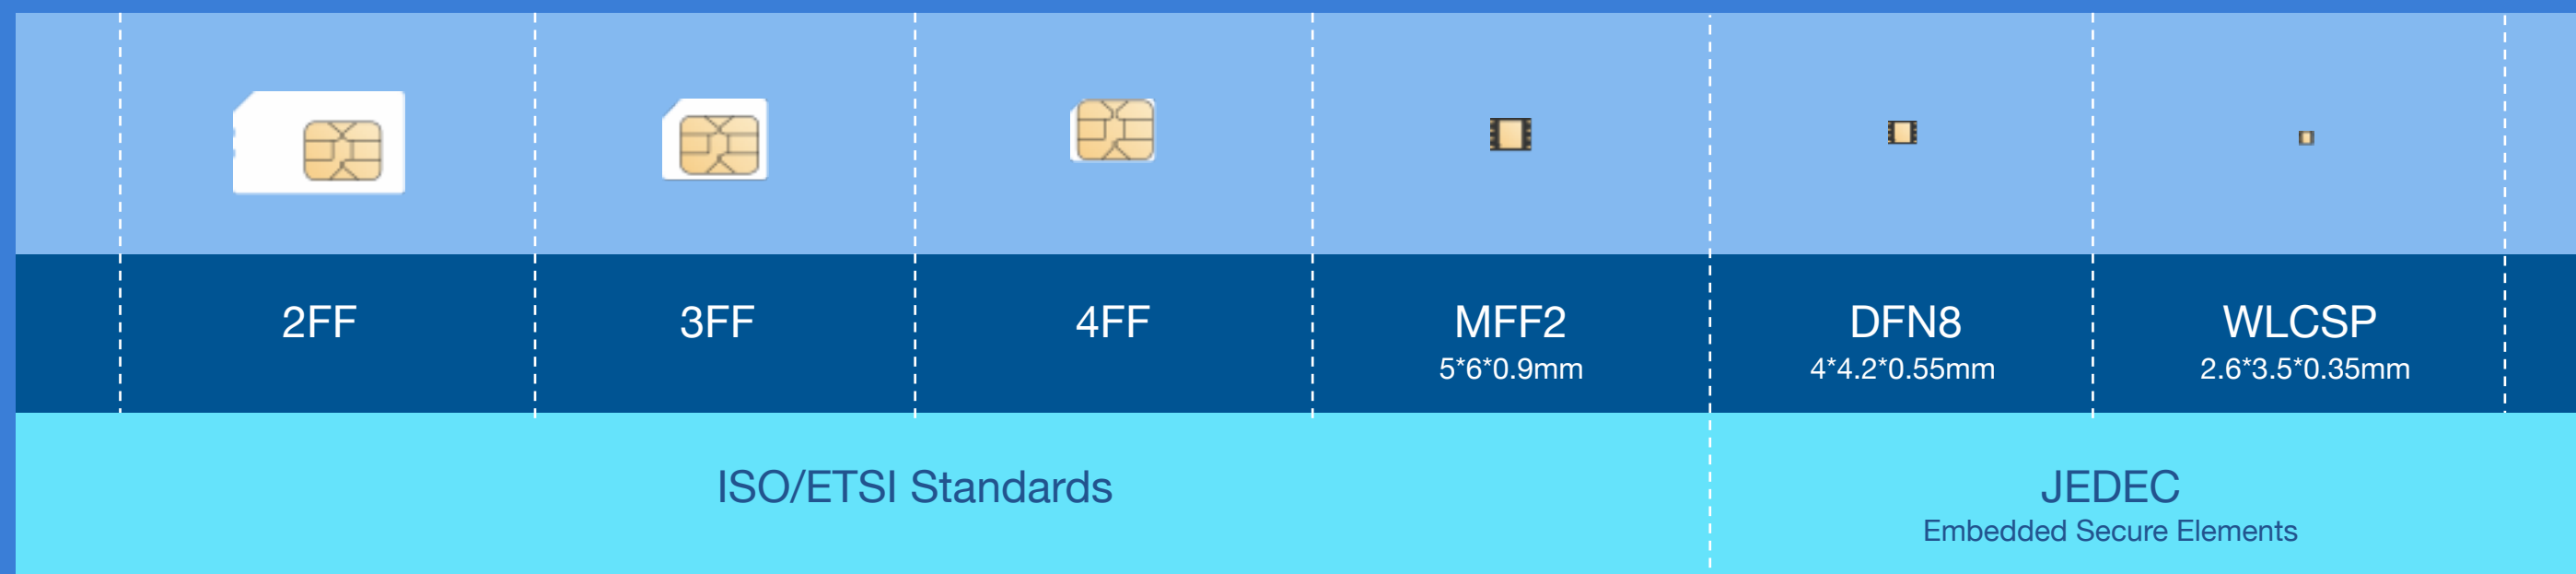 2FF
3FF
4FF
MFF2
5*6*0.9mm
DFN8
4*4.2*0.55mm
WLCSP
2.6*3.5*0.35mm
ISO/ETSI Standards
JEDEC
Embedded Secure Elements